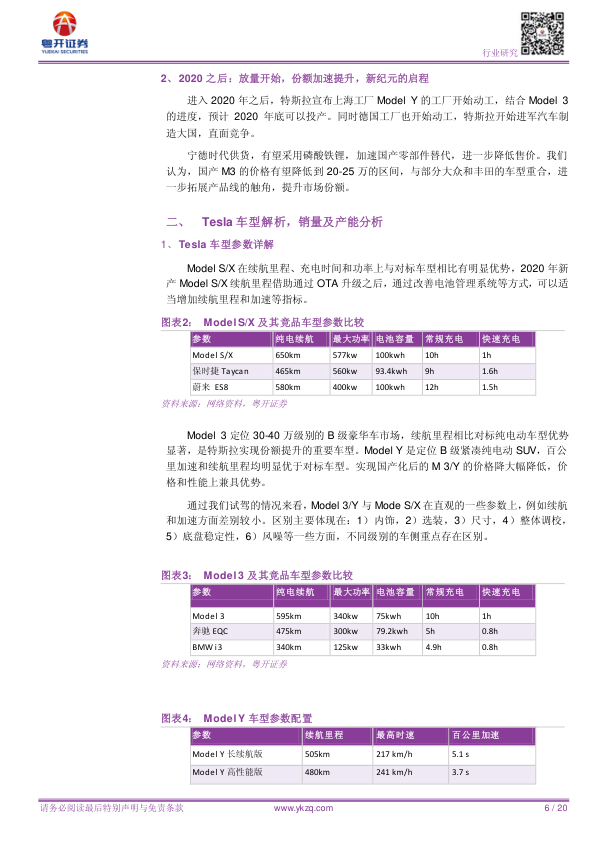 粤开证券
YUEKAI SECURITIES
行业研究
2、2020 之后：放量开始，份额加速提升，新纪元的启程
进入 2020 年之后，特斯拉宣布上海工厂 Model Y 的工厂开始动工，结合 Model 3
的进度，预计 2020 年底可以投产。同时德国工厂也开始动工，特斯拉开始进军汽车制
造大国，直面竞争。
宁德时代供货，有望采用磷酸铁锂，加速国产零部件替代，进一步降低售价。我们
认为，国产 M3 的价格有望降低到 20-25 万的区间，与部分大众和丰田的车型重合，进
一步拓展产品线的触角，提升市场份额。
二、 Tesla 车型解析，销量及产能分析
1、Tesla 车型参数详解
Model S/X 在续航里程、充电时间和功率上与对标车型相比有明显优势，2020 年新
产 Model S/X 续航里程借助通过 OTA 升级之后，通过改善电池管理系统等方式，可以适
当增加续航里程和加速等指标。
图表2： Model S/X 及其竞品车型参数比较
参数 纯电续航 最大功率 电池容量 常规充电 快速充电
Model S/X 650km 577kw 100kwh 10h 1h
保时捷 Taycan 465km 560kw 93.4kwh 9h 1.6h
蔚来 ES8 580km 400kw 100kwh 12h 1.5h
资料来源：网络资料，粤开证券
Model 3 定位 30-40 万级别的 B 级豪华车市场，续航里程相比对标纯电动车型优势
显著，是特斯拉实现份额提升的重要车型。Model Y 是定位 B 级紧凑纯电动 SUV，百公
里加速和续航里程均明显优于对标车型。实现国产化后的 M 3/Y 的价格降大幅降低，价
格和性能上兼具优势。
通过我们试驾的情况来看，Model 3/Y 与 Mode S/X 在直观的一些参数上，例如续航
和加速方面差别较小。区别主要体现在：1）内饰，2）选装，3）尺寸，4）整体调校，
5）底盘稳定性，6）风噪等一些方面，不同级别的车侧重点存在区别。
图表3： Model 3 及其竞品车型参数比较
参数 纯电续航 最大功率 电池容量 常规充电 快速充电
Model 3 595km 340kw 75kwh 10h 1h
奔驰 EQC 475km 300kw 79.2kwh 5h 0.8h
BMW i3 340km 125kw 33kwh 4.9h 0.8h
资料来源：网络资料，粤开证券
图表4： Model Y 车型参数配置
参数 续航里程 最高时速 百公里加速
Model Y 长续航版 505km 217 km/h 5.1 s
Model Y 高性能版 480km 241 km/h 3.7 s
请务必阅读最后特别声明与免责条款 www.ykzq.com 6 / 20